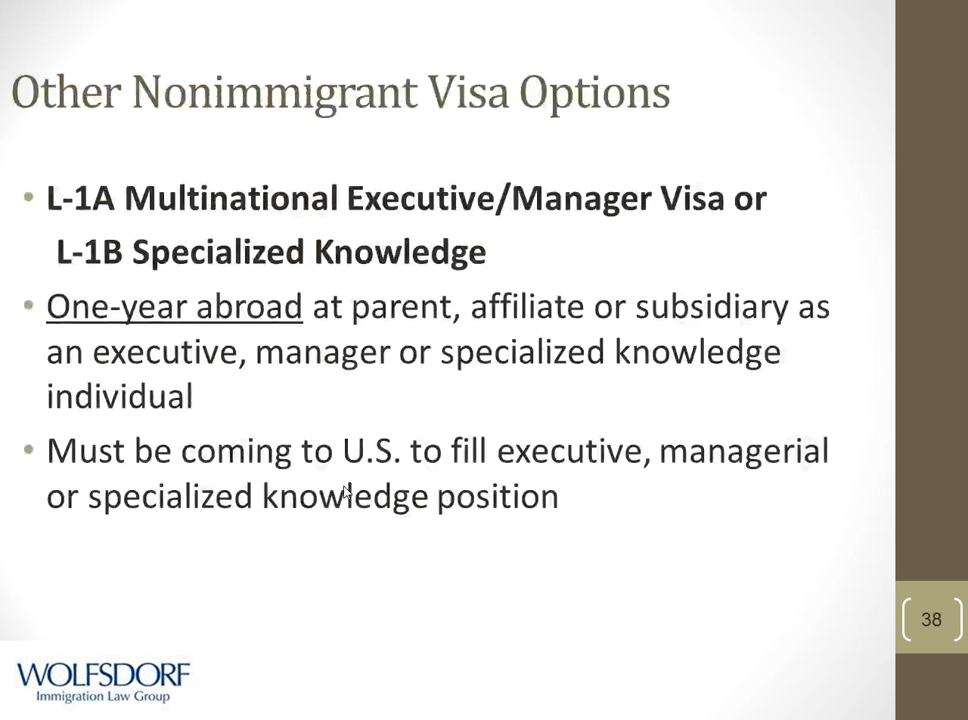 Other Nonimmigrant Visa Options
• L-1A Multinational Executive/Manager Visa or
L-1B Specialized Knowledge
• One-year abroad at parent, affiliate or subsidiary as
an executive, manager or specialized knowledge
individual
• Must be coming to U.S. to fill executive, managerial
or specialized knowledge position
38
WOLFSDORF
Immigration Law Group